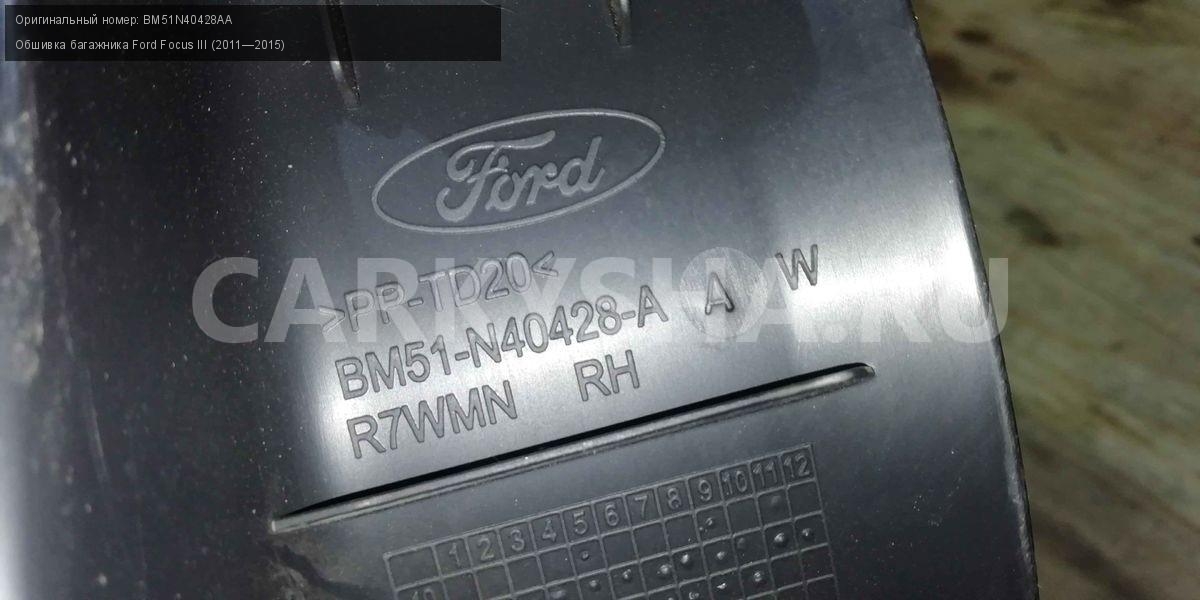 Оригинальный номер: BM51N40428AA
Обшивка багажника Ford Focus III (2011—2015)
Ford
>PP-TD20<
BM51-N40428-A A W
R7WMN RH
CARKYSHA.RU
1 2 3 4 5 6 7 8 9 10 11 12